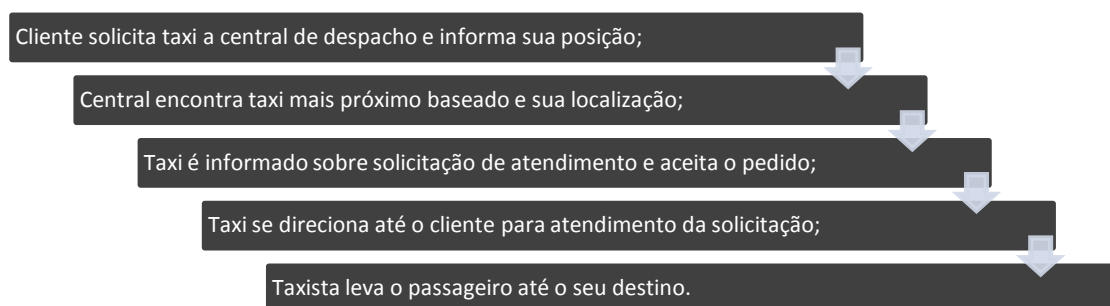 Cliente solicita taxi a central de despacho e informa sua posição;
Central encontra taxi mais próximo baseado e sua localização;
Taxi é informado sobre solicitação de atendimento e aceita o pedido;
Taxi se direciona até o cliente para atendimento da solicitação;
Taxista leva o passageiro até o seu destino.